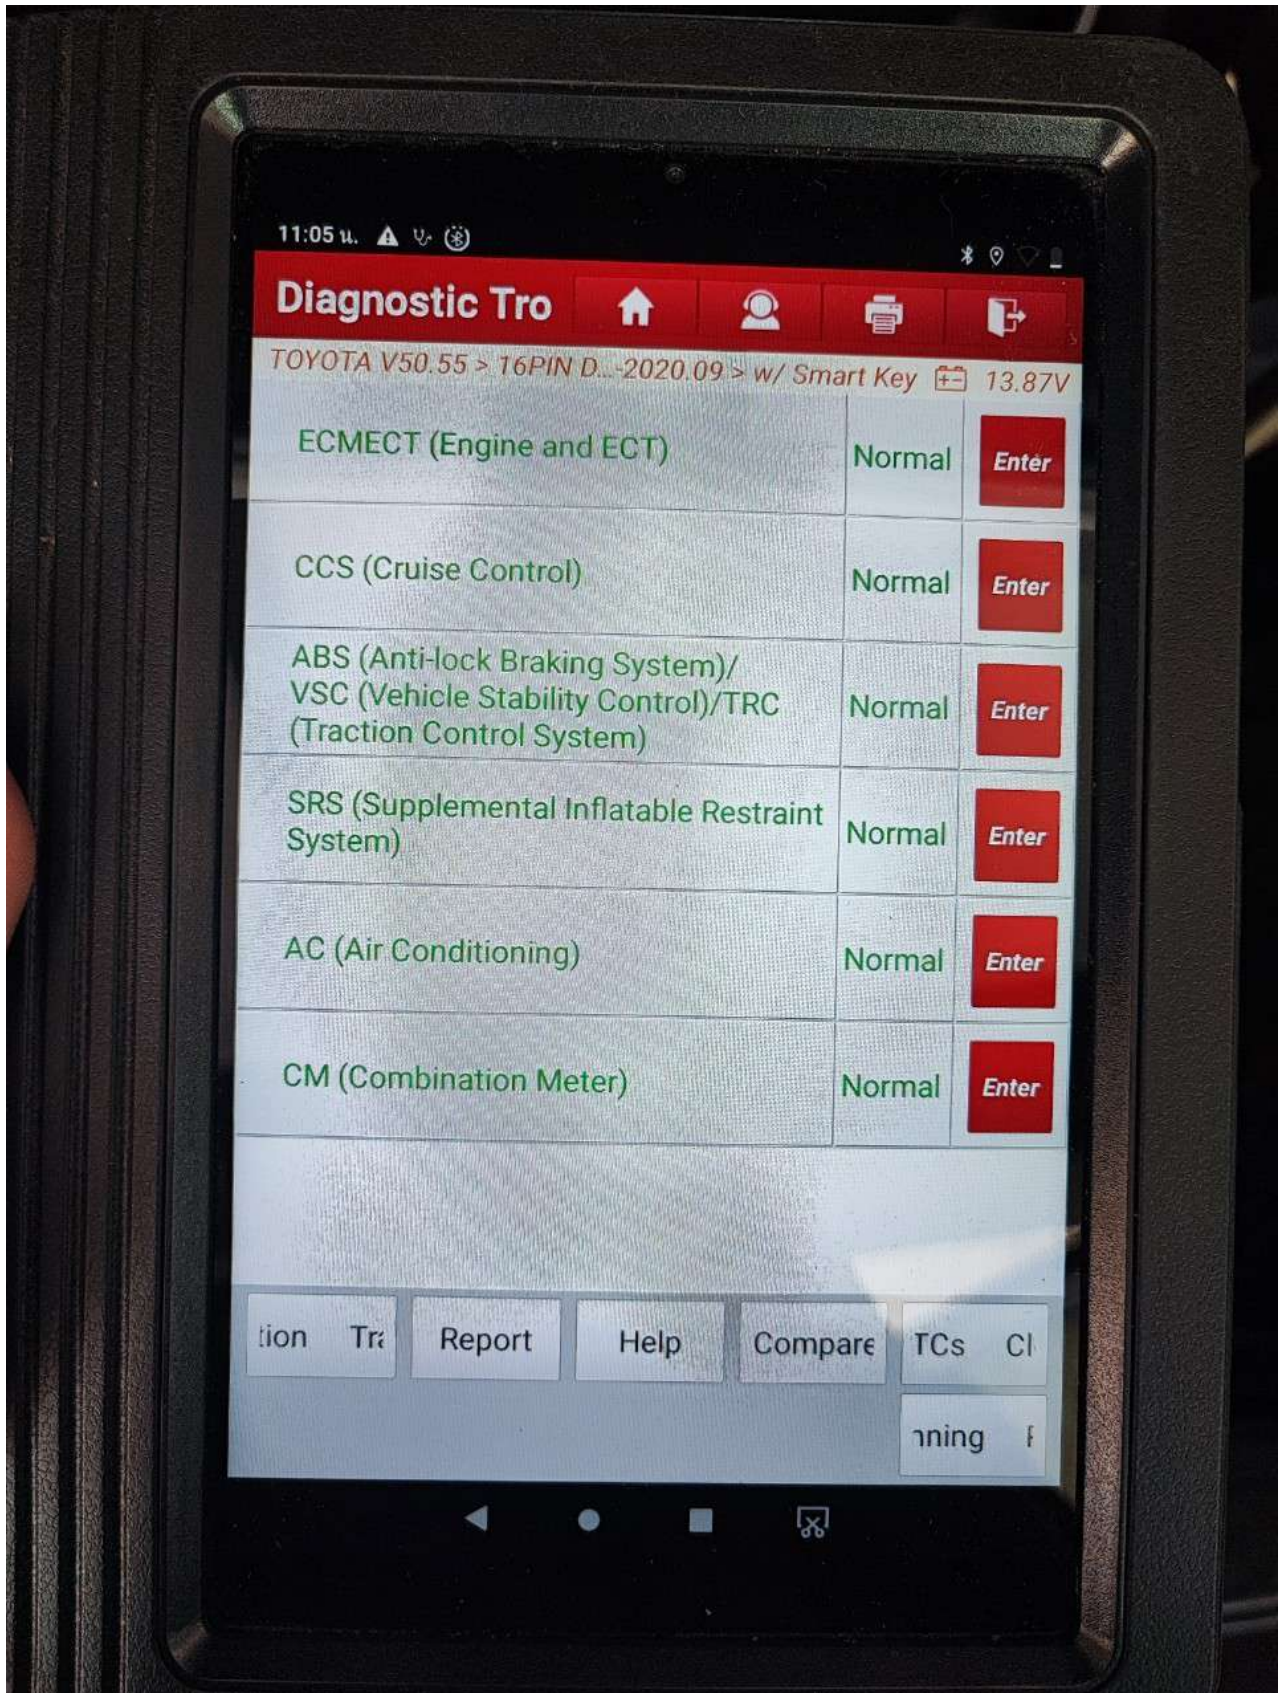 11:05 น.
Diagnostic Tro
TOYOTA V50.55 > 16PIN D...-2020.09 > w/ Smart Key 13.87V
ECMECT (Engine and ECT) Normal Enter
CCS (Cruise Control) Normal Enter
ABS (Anti-lock Braking System)/
VSC (Vehicle Stability Control)/TRC Normal Enter
(Traction Control System)
SRS (Supplemental Inflatable Restraint
System) Normal Enter
AC (Air Conditioning) Normal Enter
CM (Combination Meter) Normal Enter
tion Tra Report Help Compare TCs Cl
nning